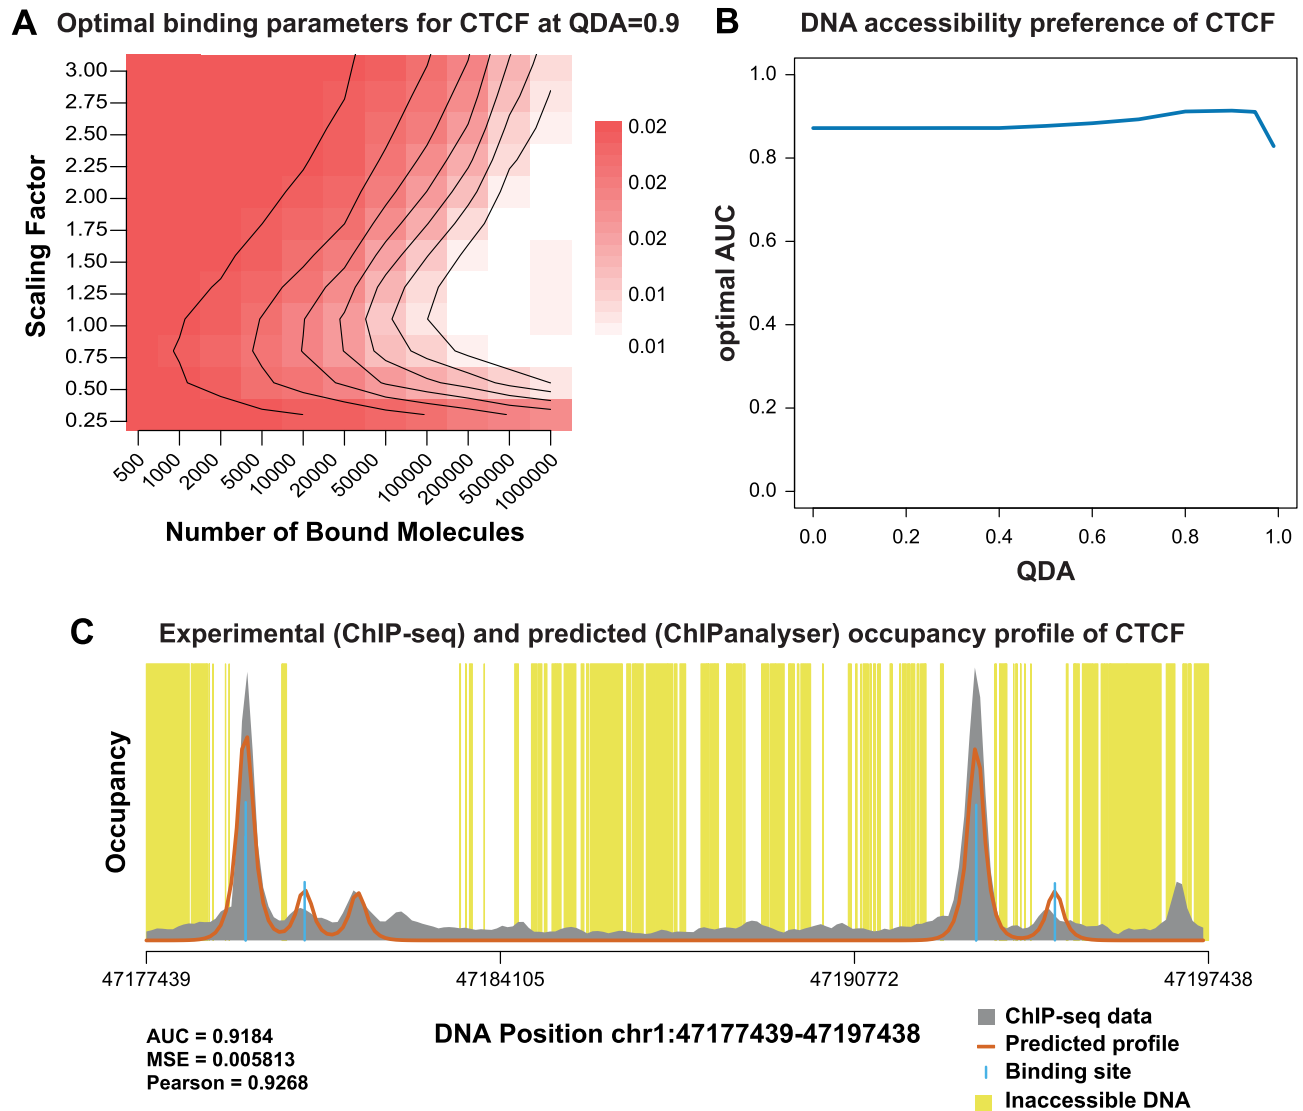 A Optimal binding parameters for CTCF at QDA=0.9
Scaling Factor
3.00
2.75
2.50
2.25
2.00
1.75
1.50
1.25
1.00
0.75
0.50
0.25
500 1000 2000 5000 10000 20000 50000 100000 200000 500000 1000000
Number of Bound Molecules
0.02
0.02
0.02
0.01
0.01
B DNA accessibility preference of CTCF
optimal AUC
1.0
0.8
0.6
0.4
0.2
0.0
0.0 0.2 0.4 0.6 0.8 1.0
QDA
C Experimental (ChIP-seq) and predicted (ChIPanalyser) occupancy profile of CTCF
Occupancy
47177439 47184105 47190772 47197438
DNA Position chr1:47177439-47197438
AUC = 0.9184
MSE = 0.005813
Pearson = 0.9268
ChIP-seq data
Predicted profile
Binding site
Inaccessible DNA